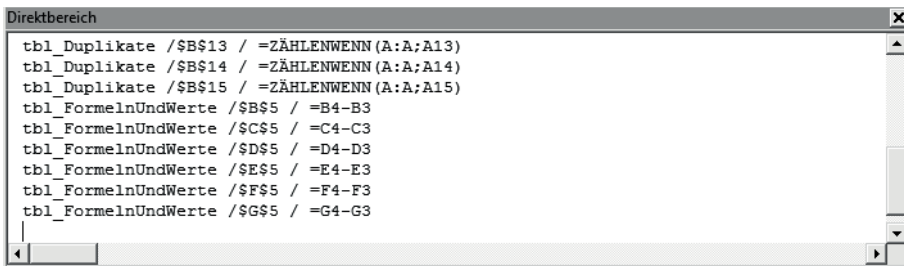 Direktbereich
tbl_Duplikate /$B$13 / =ZÄHLENWENN(A:A;A13)
tbl_Duplikate /$B$14 / =ZÄHLENWENN(A:A;A14)
tbl_Duplikate /$B$15 / =ZÄHLENWENN(A:A;A15)
tbl_FormelnUndWerte /$B$5 / =B4-B3
tbl_FormelnUndWerte /$C$5 / =C4-C3
tbl_FormelnUndWerte /$D$5 / =D4-D3
tbl_FormelnUndWerte /$E$5 / =E4-E3
tbl_FormelnUndWerte /$F$5 / =F4-F3
tbl_FormelnUndWerte /$G$5 / =G4-G3